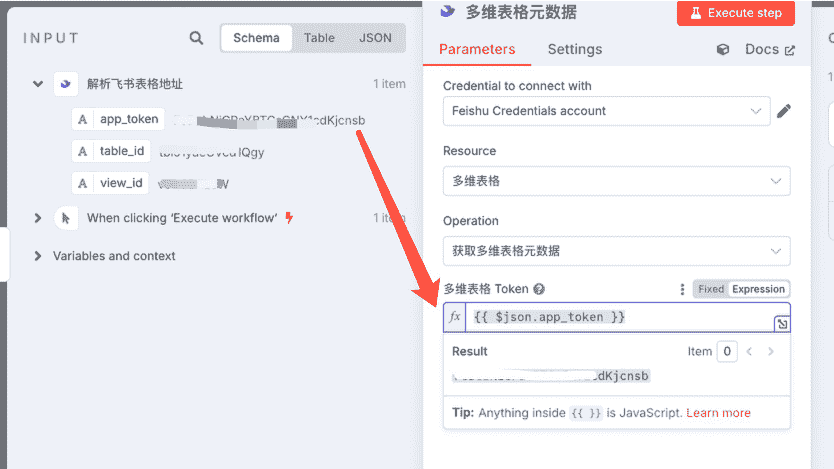 多维表格元数据
Execute step
INPUT
Schema
Table
JSON
Parameters
Settings
Docs
解析飞书表格地址
1 item
Credential to connect with
A app_token
Feishu Credentials account
A table_id
Resource
A view_id
多维表格
When clicking ‘Execute workflow’
Operation
Variables and context
获取多维表格元数据
多维表格 Token
Fixed
Expression
fx {{ $json.app_token }}
Result
Item 0
dKjcnsb
Tip: Anything inside {{ }} is JavaScript. Learn more